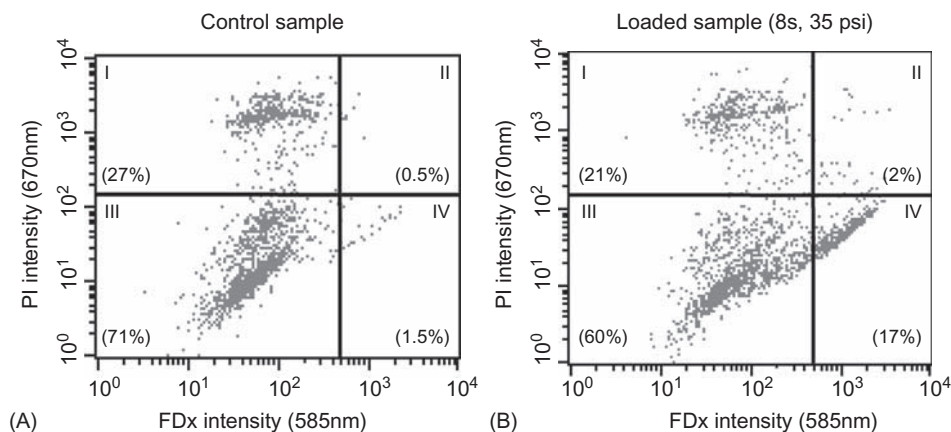 Control sample
PI intensity (670nm)
10^4
10^3
10^2
10^1
10^0
I
II
(27%)
(0.5%)
III
IV
(71%)
(1.5%)
10^0 10^1 10^2 10^3 10^4
(A)
FDx intensity (585nm)
Loaded sample (8s, 35 psi)
PI intensity (670nm)
10^4
10^3
10^2
10^1
10^0
I
II
(21%)
(2%)
III
IV
(60%)
(17%)
10^0 10^1 10^2 10^3 10^4
(B)
FDx intensity (585nm)